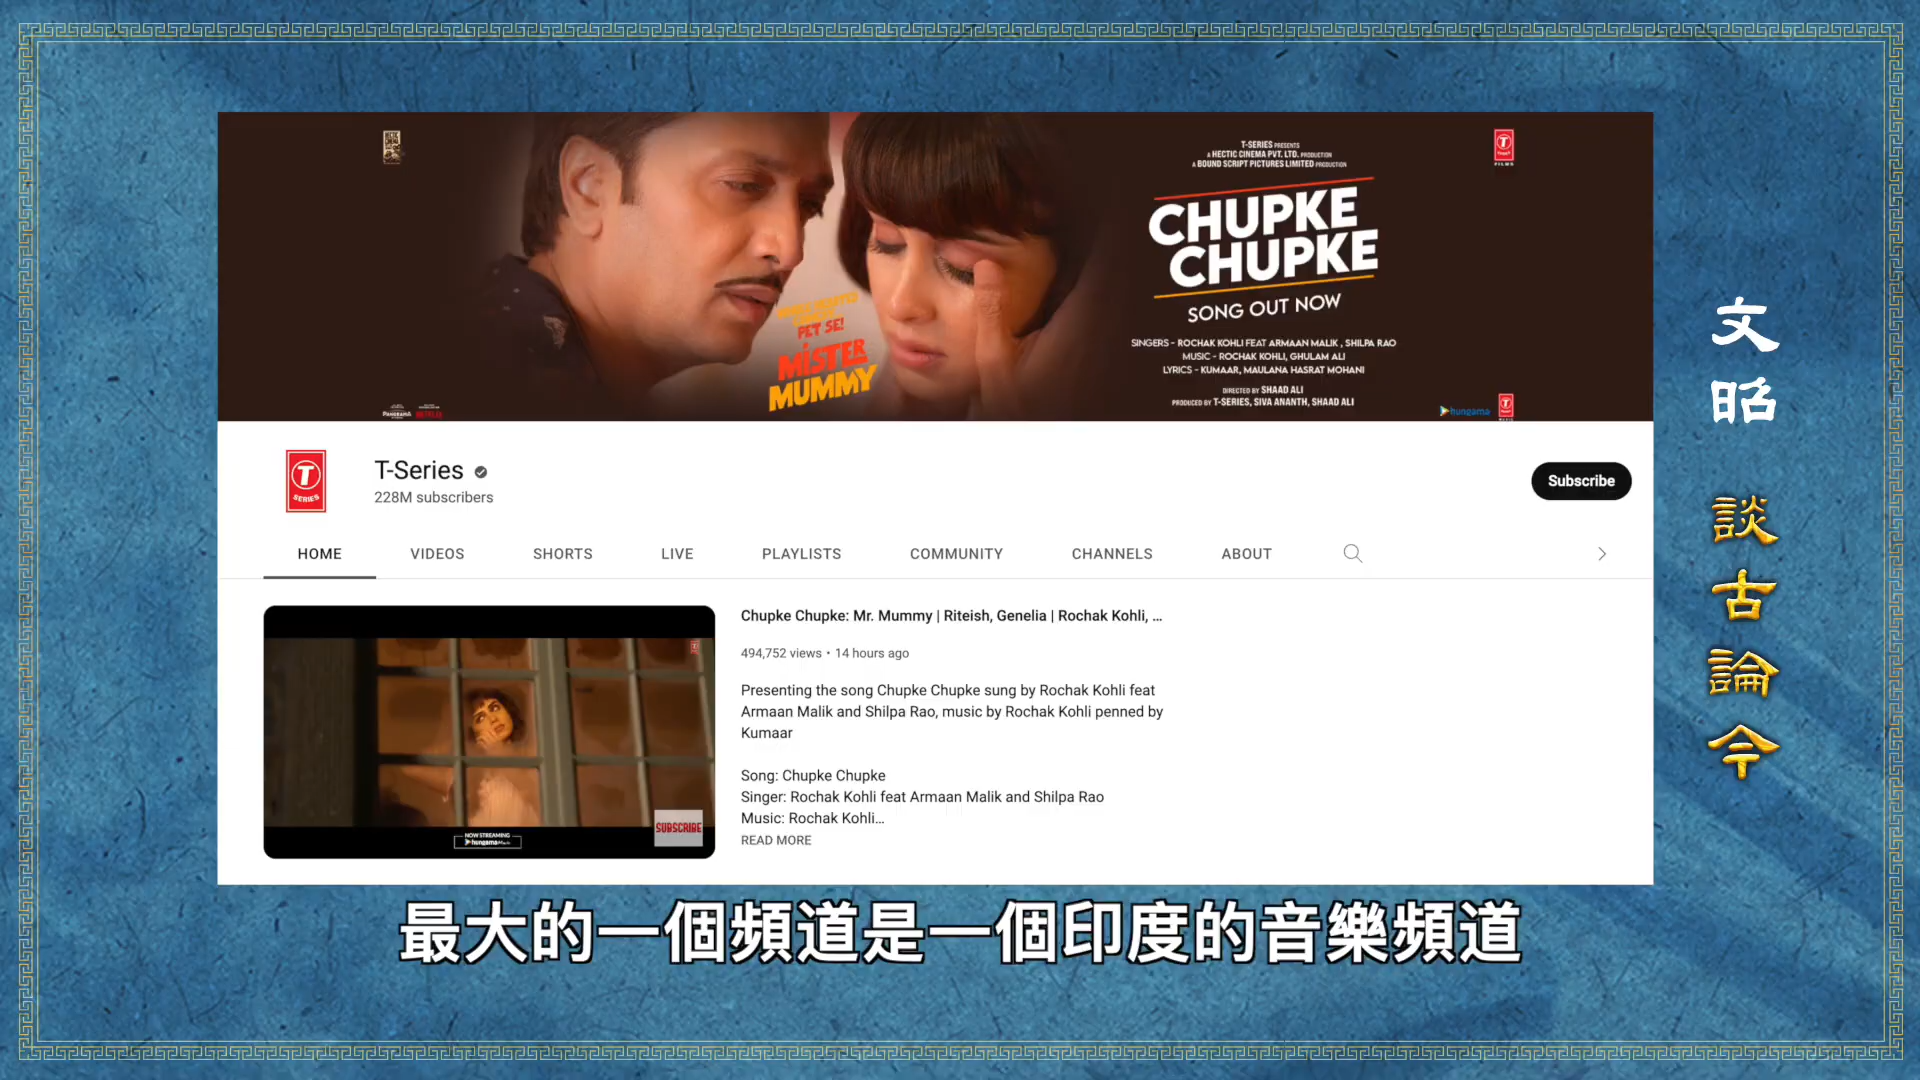 T-SERIES PRESENTS
A HECTIC CINEMA PVT. LTD. PRODUCTION
A BOUND SCRIPT PICTURES LIMITED PRODUCTION
CHUPKE
CHUPKE
SONG OUT NOW
SINGERS - ROCHAK KOHLI FEAT ARMAAN MALIK , SHILPA RAO
MUSIC - ROCHAK KOHLI, GHULAM ALI
LYRICS - KUMAAR, MAULANA HASRAT MOHANI
DIRECTED BY SHAAD ALI
PRODUCED BY T-SERIES, SIVA ANANTH, SHAAD ALI
hungama
PET SE!
MISTER
MUMMY
PANORAMA
NETFLIX
T-Series
228M subscribers
Subscribe
T
SERIES
HOME VIDEOS SHORTS LIVE PLAYLISTS COMMUNITY CHANNELS ABOUT
Chupke Chupke: Mr. Mummy | Riteish, Genelia | Rochak Kohli, ...
494,752 views • 14 hours ago
Presenting the song Chupke Chupke sung by Rochak Kohli feat
Armaan Malik and Shilpa Rao, music by Rochak Kohli penned by
Kumaar
Song: Chupke Chupke
Singer: Rochak Kohli feat Armaan Malik and Shilpa Rao
Music: Rochak Kohli...
READ MORE
SUBSCRIBE
NOW STREAMING
hungama Music
文昭 談古論今
最大的一個頻道是一個印度的音樂頻道